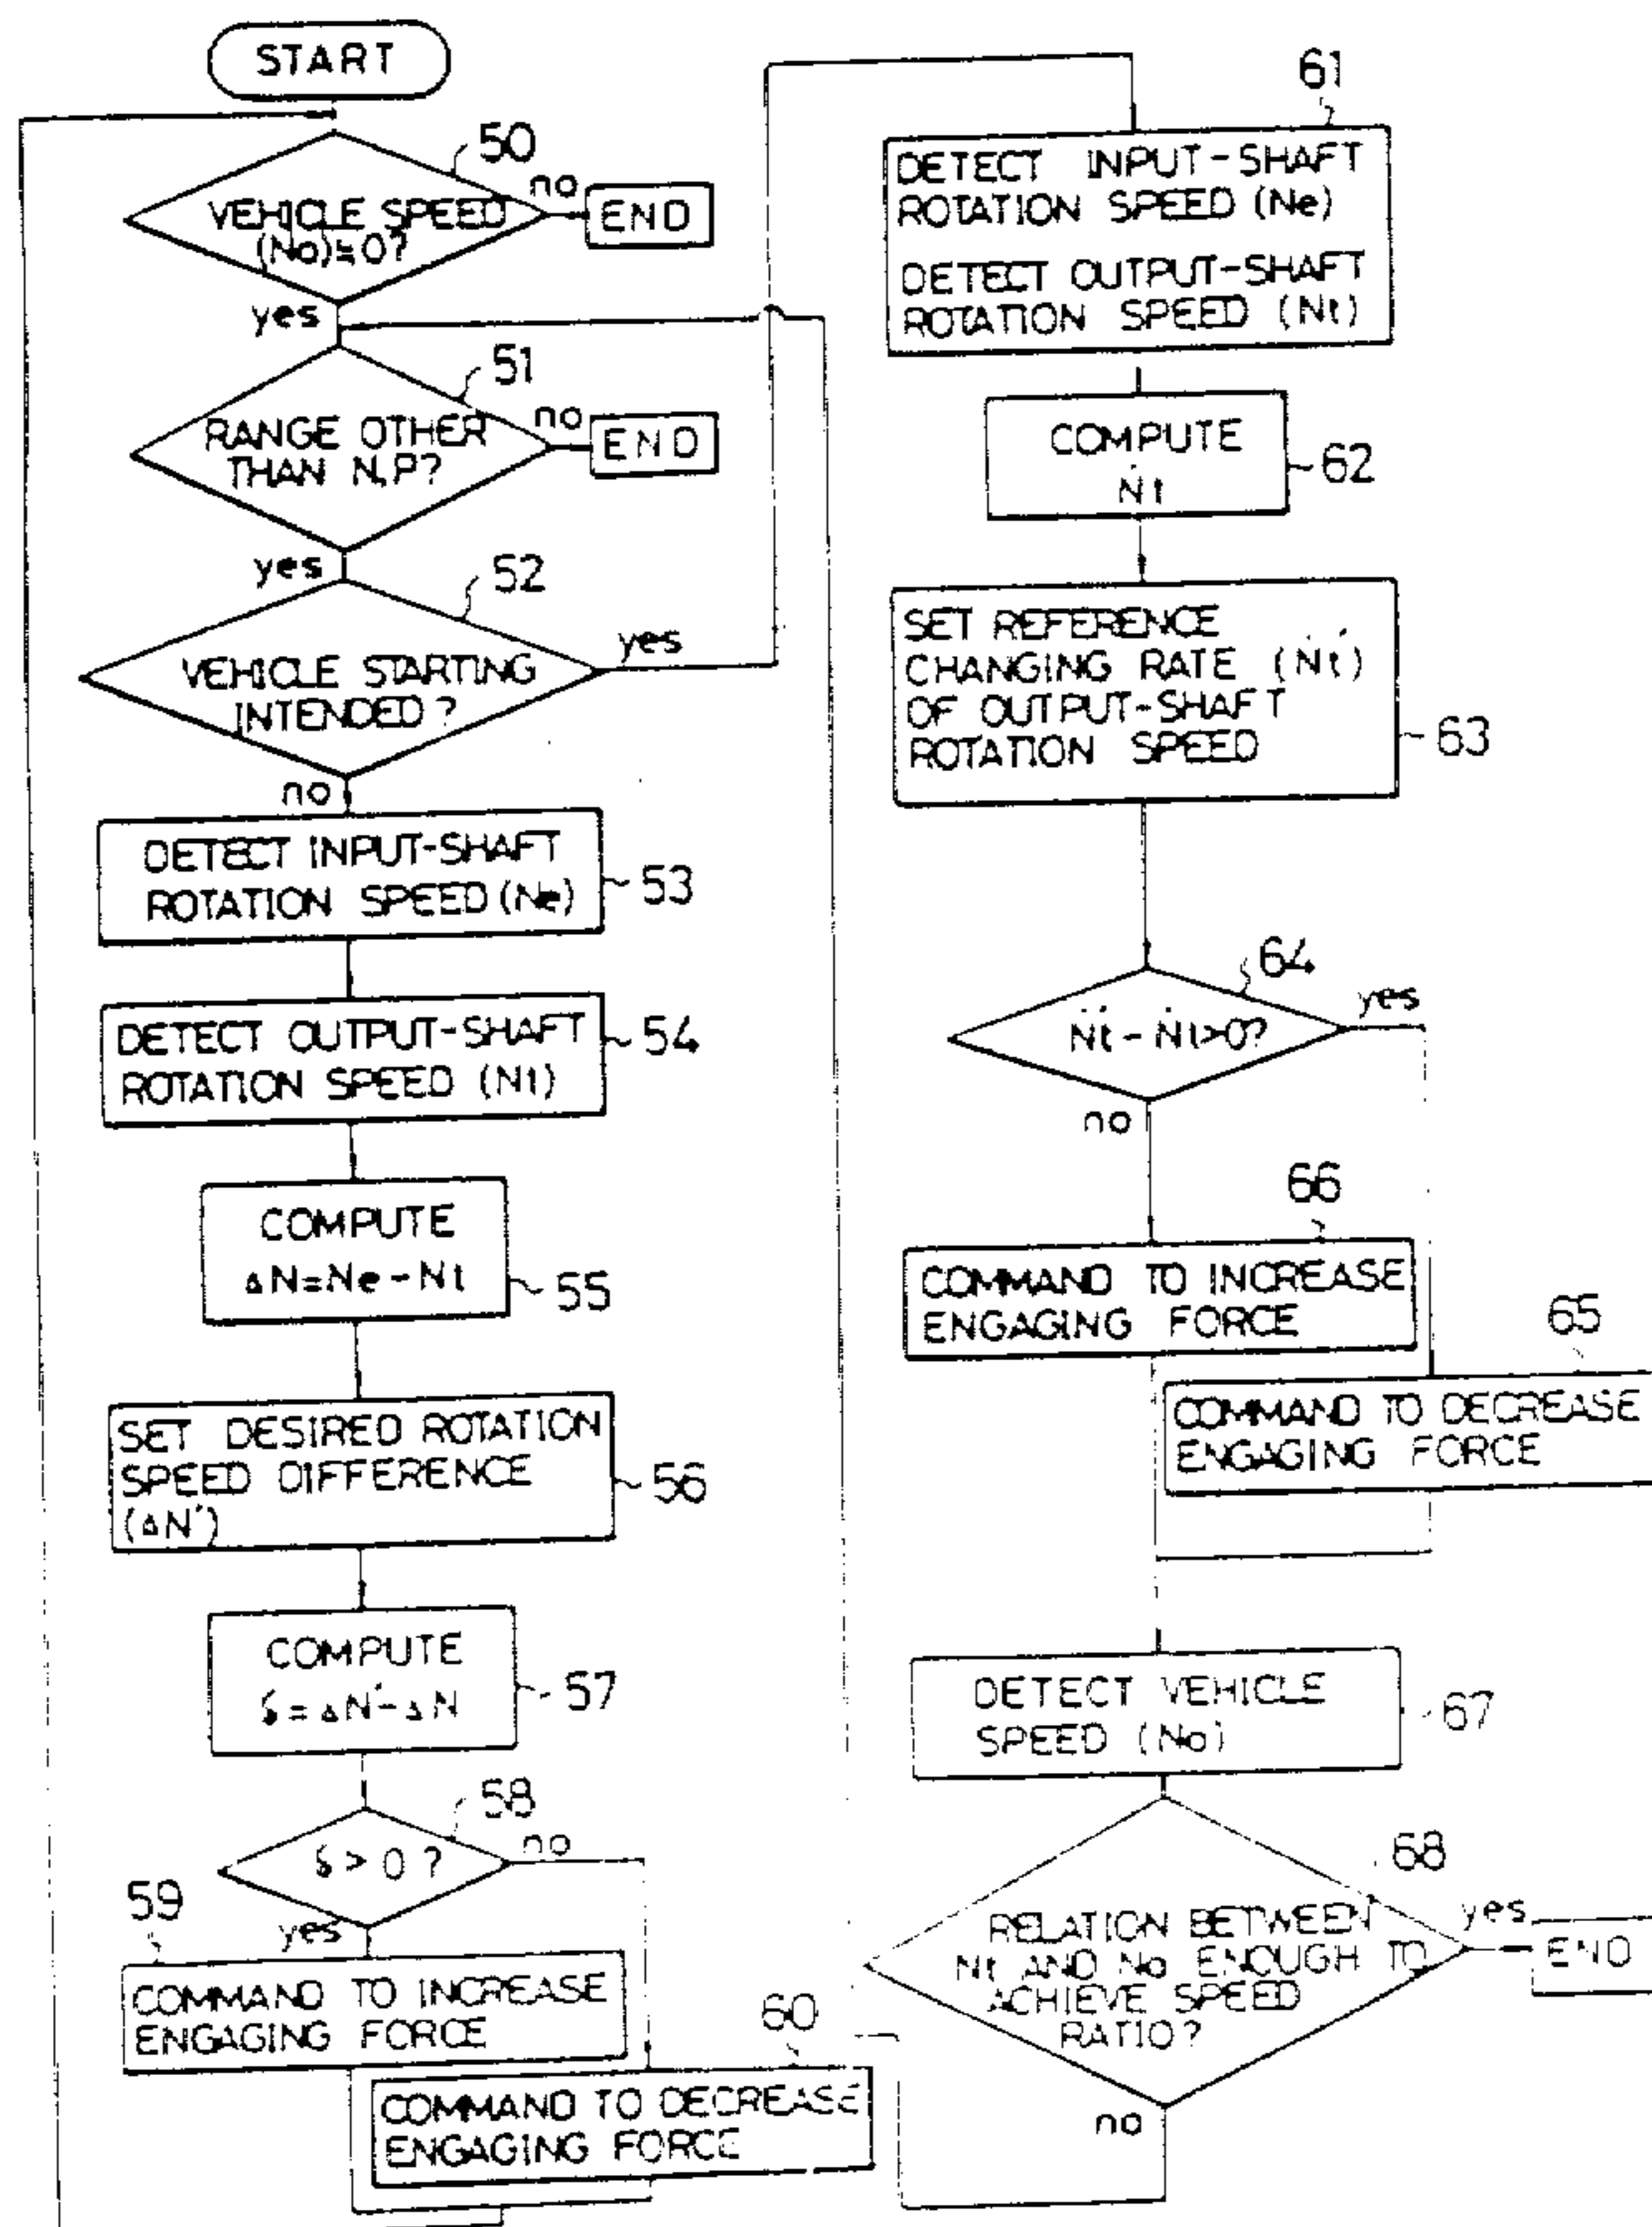 START
50
VEHICLE SPEED
(No)≒0?
no
END
yes
51
RANGE OTHER
THAN N,P?
no
END
yes
52
VEHICLE STARTING
INTENDED?
yes
no
DETECT INPUT-SHAFT
ROTATION SPEED (Ne)
53
DETECT OUTPUT-SHAFT
ROTATION SPEED (Nt)
54
COMPUTE
ΔN=Ne-Nt
55
SET DESIRED ROTATION
SPEED DIFFERENCE
(ΔN')
56
COMPUTE
δ=ΔN'-ΔN
57
58
δ>0?
no
yes
59
COMMAND TO INCREASE
ENGAGING FORCE
60
COMMAND TO DECREASE
ENGAGING FORCE
61
DETECT INPUT-SHAFT
ROTATION SPEED (Ne)
DETECT OUTPUT-SHAFT
ROTATION SPEED (Nt)
COMPUTE
Ṅt
62
SET REFERENCE
CHANGING RATE (Ṅt')
OF OUTPUT-SHAFT
ROTATION SPEED
63
64
Ṅt'-Ṅt>0?
yes
no
66
COMMAND TO INCREASE
ENGAGING FORCE
65
COMMAND TO DECREASE
ENGAGING FORCE
DETECT VEHICLE
SPEED (No)
67
68
RELATION BETWEEN
Nt AND No ENOUGH TO
ACHIEVE SPEED
RATIO?
yes
END
no